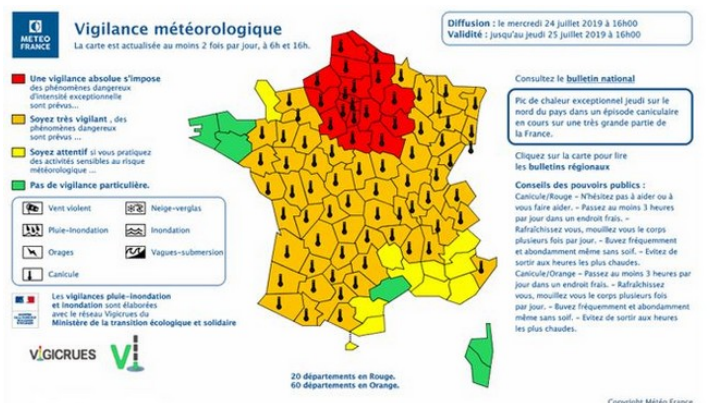 METEO
FRANCE
Vigilance météorologique
La carte est actualisée au moins 2 fois par jour, à 6h et 16h.
Diffusion : le mercredi 24 juillet 2019 à 16h00
Validité : jusqu'au jeudi 25 juillet 2019 à 16h00
Une vigilance absolue s'impose
des phénomènes dangereux
d'intensité exceptionnelle
sont prévus...
Soyez très vigilant , des
phénomènes dangereux
sont prévus ...
Soyez attentif si vous pratiquez
des activités sensibles au risque
météorologique ...
Pas de vigilance particulière.
Vent violent
Neige-verglas
Pluie-Inondation
Inondation
Orages
Vagues-submersion
Canicule
Les vigilances pluie-inondation
et inondation sont élaborées
avec le réseau Vigicrues du
Ministère de la transition écologique et solidaire
VIGICRUES
Consultez le bulletin national
Pic de chaleur exceptionnel jeudi sur le
nord du pays dans un épisode caniculaire
en cours sur une très grande partie de
la France.
Cliquez sur la carte pour lire
les bulletins régionaux
Conseils des pouvoirs publics :
Canicule/Rouge - N'hésitez pas à aider ou à
vous faire aider. - Passez au moins 3 heures
par jour dans un endroit frais. -
Rafraîchissez vous, mouillez vous le corps
plusieurs fois par jour. - Buvez fréquemment
et abondamment même sans soif. - Evitez de
sortir aux heures les plus chaudes.
Canicule/Orange - Passez au moins 3 heures par
jour dans un endroit frais. - Rafraîchissez
vous, mouillez vous le corps plusieurs fois
par jour. - Buvez fréquemment et abondamment
même sans soif. - Evitez de sortir aux heures
les plus chaudes.
20 départements en Rouge.
60 départements en Orange.
Copyright Météo France